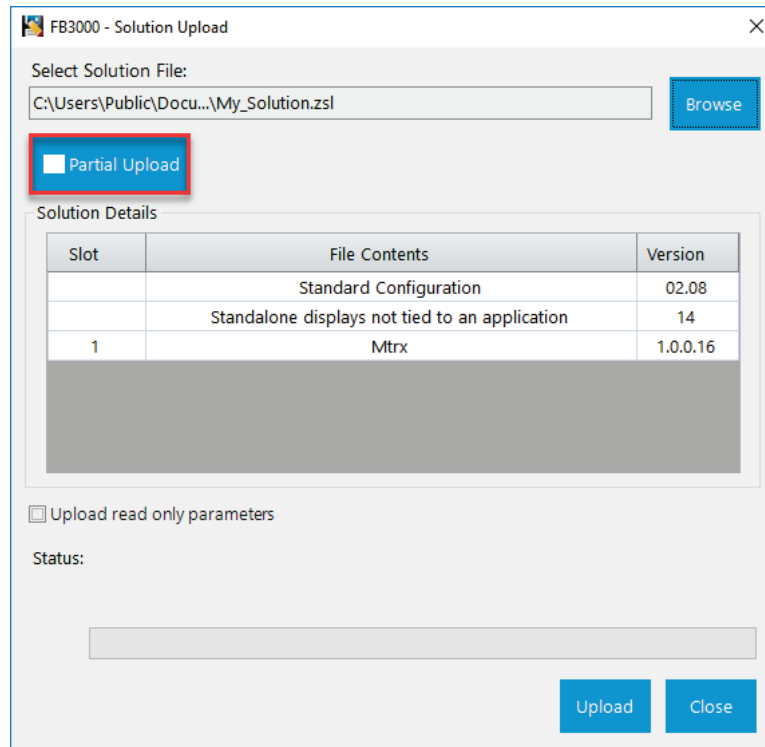 FB3000 - Solution Upload
Select Solution File:
C:\Users\Public\Docu...\My_Solution.zsl
Browse
Partial Upload
Solution Details
Slot File Contents Version
Standard Configuration 02.08
Standalone displays not tied to an application 14
1 Mtrx 1.0.0.16
Upload read only parameters
Status:
Upload Close